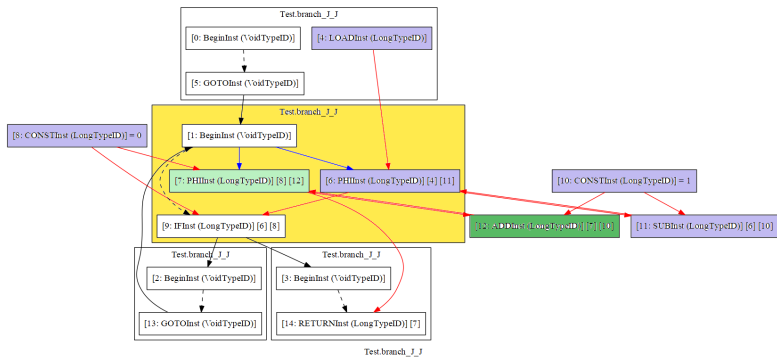 Test.branch_J_J
[0: BeginInst (VoidTypeID)]
[4: LOADInst (LongTypeID)]
[5: GOTOInst (VoidTypeID)]
Test.branch_J_J
[8: CONSTInst (LongTypeID)] = 0
[1: BeginInst (VoidTypeID)]
[7: PHIInst (LongTypeID)] [8] [12]
[6: PHIInst (LongTypeID)] [4] [11]
[10: CONSTInst (LongTypeID)] = 1
[9: IFInst (LongTypeID)] [6] [8]
[12: ADDInst (LongTypeID)] [7] [10]
[11: SUBInst (LongTypeID)] [6] [10]
Test.branch_J_J
Test.branch_J_J
[2: BeginInst (VoidTypeID)]
[3: BeginInst (VoidTypeID)]
[13: GOTOInst (VoidTypeID)]
[14: RETURNInst (LongTypeID)] [7]
Test.branch_J_J